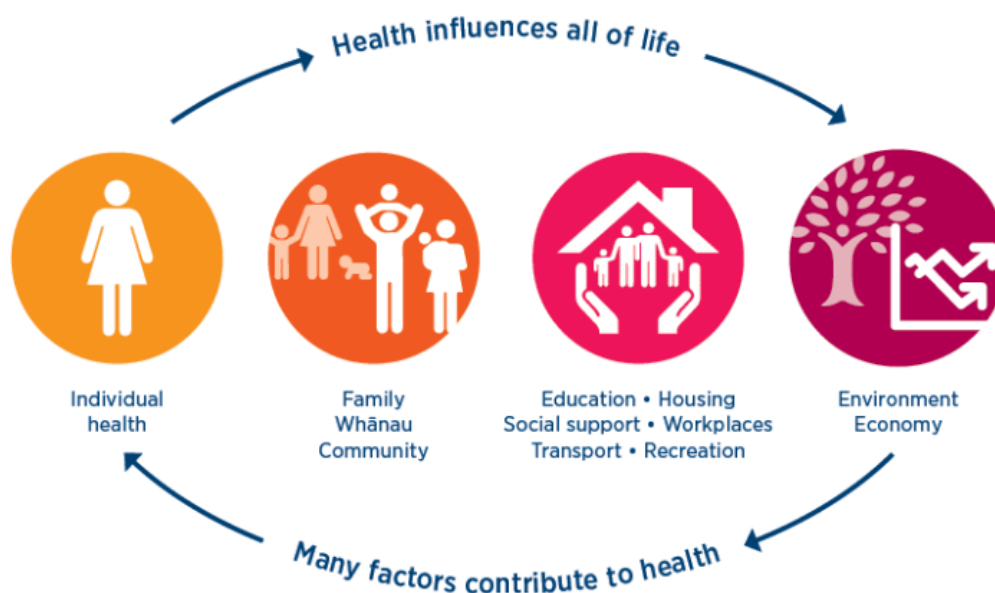 Health influences all of life
Individual
health
Family
Whānau
Community
Education • Housing
Social support • Workplaces
Transport • Recreation
Environment
Economy
Many factors contribute to health